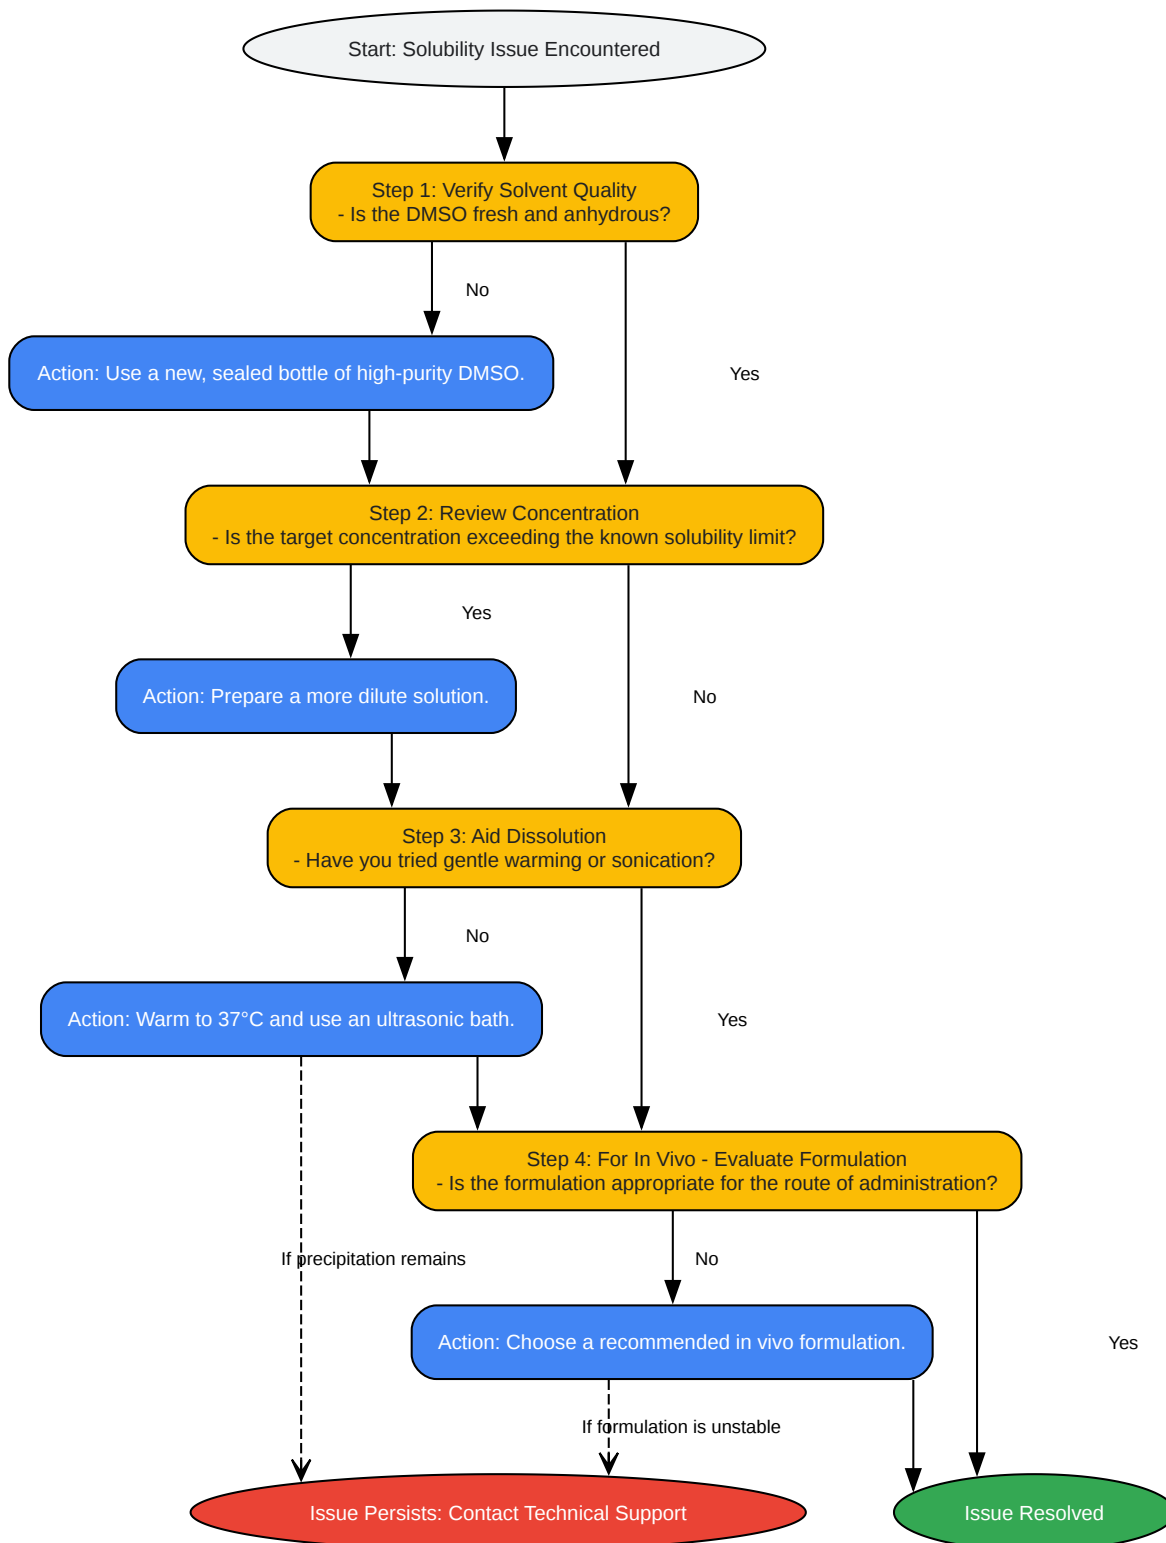 Start: Solubility Issue Encountered
Step 1: Verify Solvent Quality
- Is the DMSO fresh and anhydrous?
No
Action: Use a new, sealed bottle of high-purity DMSO.
Yes
Step 2: Review Concentration
- Is the target concentration exceeding the known solubility limit?
Yes
Action: Prepare a more dilute solution.
No
Step 3: Aid Dissolution
- Have you tried gentle warming or sonication?
No
Action: Warm to 37°C and use an ultrasonic bath.
Yes
Step 4: For In Vivo - Evaluate Formulation
- Is the formulation appropriate for the route of administration?
If precipitation remains
No
Action: Choose a recommended in vivo formulation.
Yes
If formulation is unstable
Issue Persists: Contact Technical Support
Issue Resolved